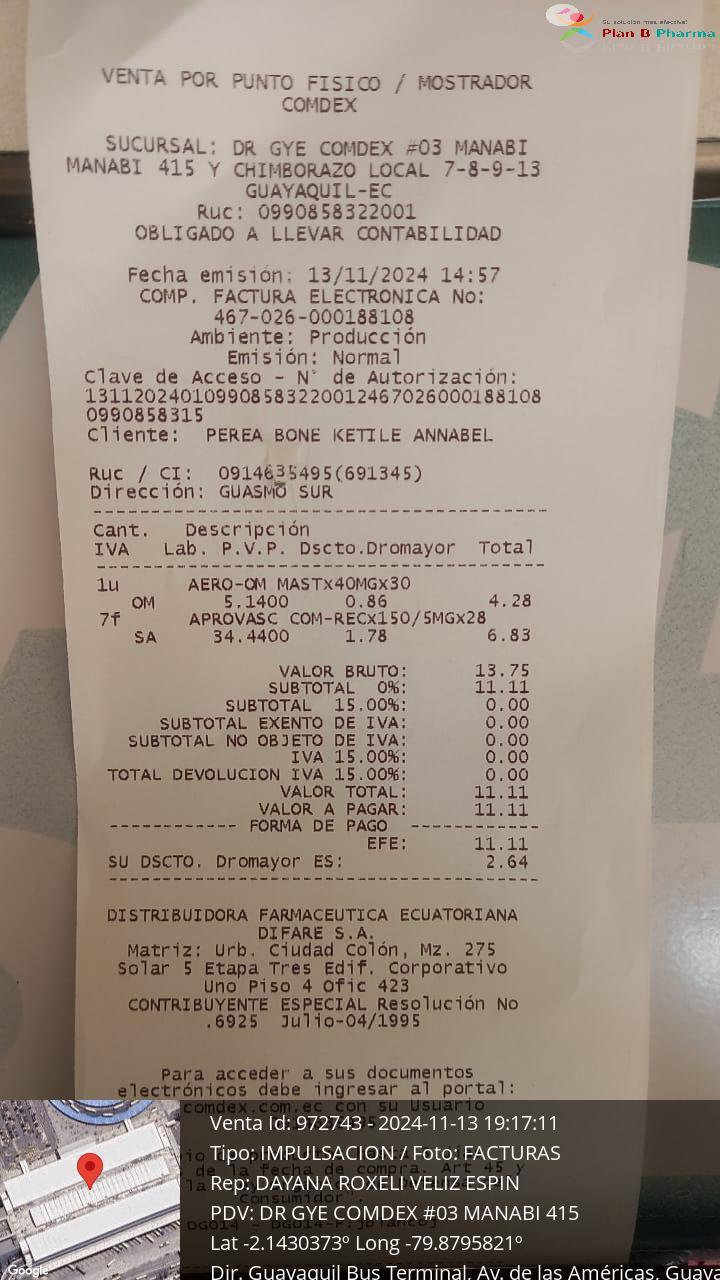 Su solución más efectiva!
Plan B Pharma
VENTA POR PUNTO FISICO / MOSTRADOR
COMDEX
SUCURSAL: DR GYE COMDEX #03 MANABI
MANABI 415 Y CHIMBORAZO LOCAL 7-8-9-13
GUAYAQUIL-EC
Ruc: 0990858322001
OBLIGADO A LLEVAR CONTABILIDAD
Fecha emisión: 13/11/2024 14:57
COMP. FACTURA ELECTRONICA No:
467-026-000188108
Ambiente: Producción
Emisión: Normal
Clave de Acceso - N° de Autorización:
131120240109908583220012467026000188108
0990858315
Cliente: PEREA BONE KETILE ANNABEL
Ruc / CI: 0914635495(691345)
Dirección: GUASMO SUR
Cant. Descripción
IVA Lab. P.V.P. Dscto.Dromayor Total
1u AERO-OM MASTx40MGx30
OM 5.1400 0.86 4.28
7f APROVASC COM-RECx150/5MGx28
SA 34.4400 1.78 6.83
VALOR BRUTO: 13.75
SUBTOTAL 0%: 11.11
SUBTOTAL 15.00%: 0.00
SUBTOTAL EXENTO DE IVA: 0.00
SUBTOTAL NO OBJETO DE IVA: 0.00
IVA 15.00%: 0.00
TOTAL DEVOLUCION IVA 15.00%: 0.00
VALOR TOTAL: 11.11
VALOR A PAGAR: 11.11
------------ FORMA DE PAGO ------------
EFE: 11.11
SU DSCTO. Dromayor ES: 2.64
DISTRIBUIDORA FARMACEUTICA ECUATORIANA
DIFARE S.A.
Matriz: Urb. Ciudad Colón, Mz. 275
Solar 5 Etapa Tres Edif. Corporativo
Uno Piso 4 Ofic 423
CONTRIBUYENTE ESPECIAL Resolución No
.6925 Julio-04/1995
Para acceder a sus documentos
electrónicos debe ingresar al portal:
comdex.com.ec con su Usuario
de la fecha de compra. Art 45 y
Consumidor".
Venta Id: 972743 - 2024-11-13 19:17:11
Tipo: IMPULSACION / Foto: FACTURAS
Rep: DAYANA ROXELI VELIZ ESPIN
PDV: DR GYE COMDEX #03 MANABI 415
Lat -2.1430373º Long -79.8795821º
Dir. Guayaquil Bus Terminal, Av. de las Américas, Guaya
Google